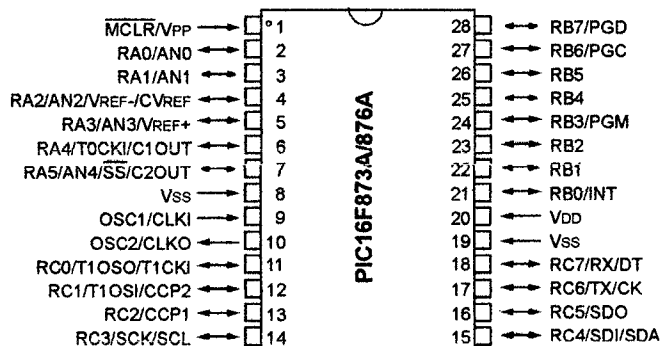 MCLR/VPP 1
RA0/AN0 2
RA1/AN1 3
RA2/AN2/VREF-/CVREF 4
RA3/AN3/VREF+ 5
RA4/T0CKI/C1OUT 6
RA5/AN4/SS/C2OUT 7
VSS 8
OSC1/CLKI 9
OSC2/CLKO 10
RC0/T1OSO/T1CKI 11
RC1/T1OSI/CCP2 12
RC2/CCP1 13
RC3/SCK/SCL 14
PIC16F873A/876A
28 RB7/PGD
27 RB6/PGC
26 RB5
25 RB4
24 RB3/PGM
23 RB2
22 RB1
21 RB0/INT
20 VDD
19 VSS
18 RC7/RX/DT
17 RC6/TX/CK
16 RC5/SDO
15 RC4/SDI/SDA